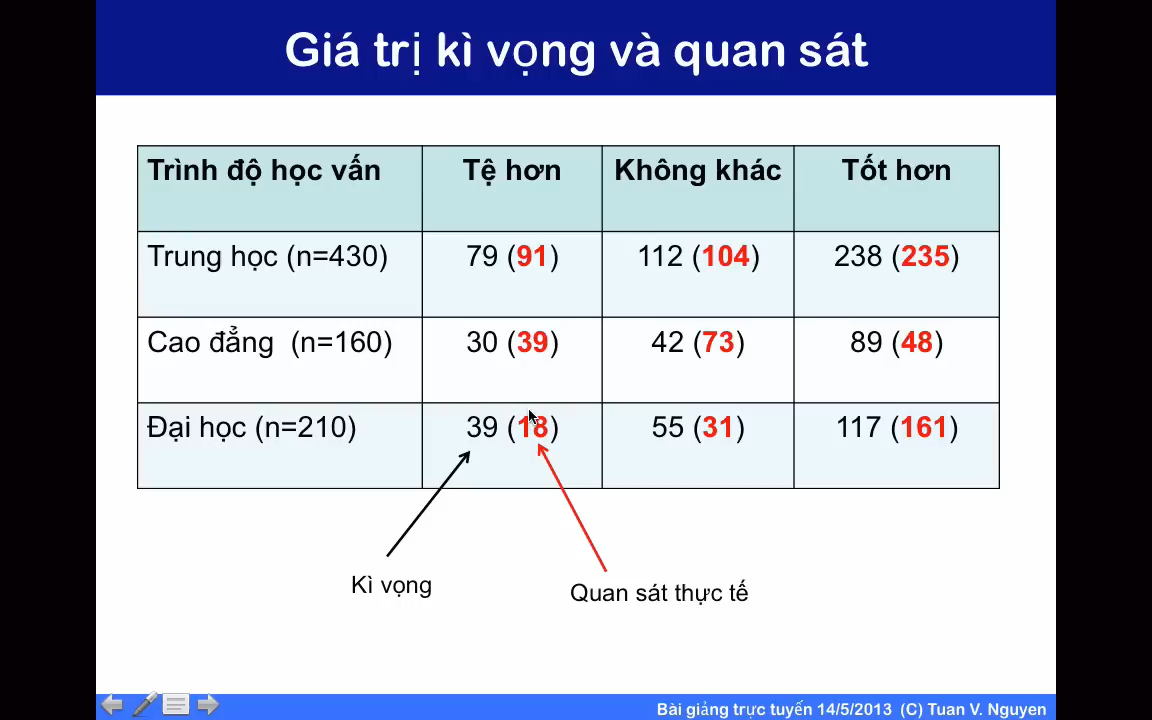 Giá trị kì vọng và quan sát
Trình độ học vấn Tệ hơn Không khác Tốt hơn
Trung học (n=430) 79 (91) 112 (104) 238 (235)
Cao đẳng (n=160) 30 (39) 42 (73) 89 (48)
Đại học (n=210) 39 (18) 55 (31) 117 (161)
Kì vọng
Quan sát thực tế
Bài giảng trực tuyến 14/5/2013 (C) Tuan V. Nguyen